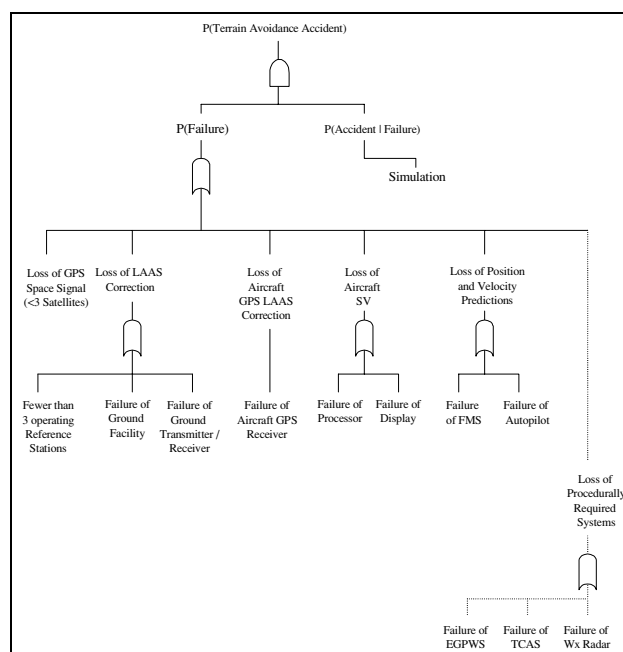 P(Terrain Avoidance Accident)
P(Failure)
P(Accident | Failure)
Simulation
Loss of GPS
Space Signal
(<3 Satellites)
Loss of LAAS
Correction
Loss of
Aircraft
GPS LAAS
Correction
Loss of
Aircraft
SV
Loss of Position
and Velocity
Predictions
Fewer than
3 operating
Reference
Stations
Failure of
Ground
Facility
Failure of
Ground
Transmitter /
Receiver
Failure of
Aircraft GPS
Receiver
Failure of
Processor
Failure of
Display
Failure
of FMS
Failure of
Autopilot
Loss of
Procedurally
Required
Systems
Failure of
EGPWS
Failure of
TCAS
Failure of
Wx Radar